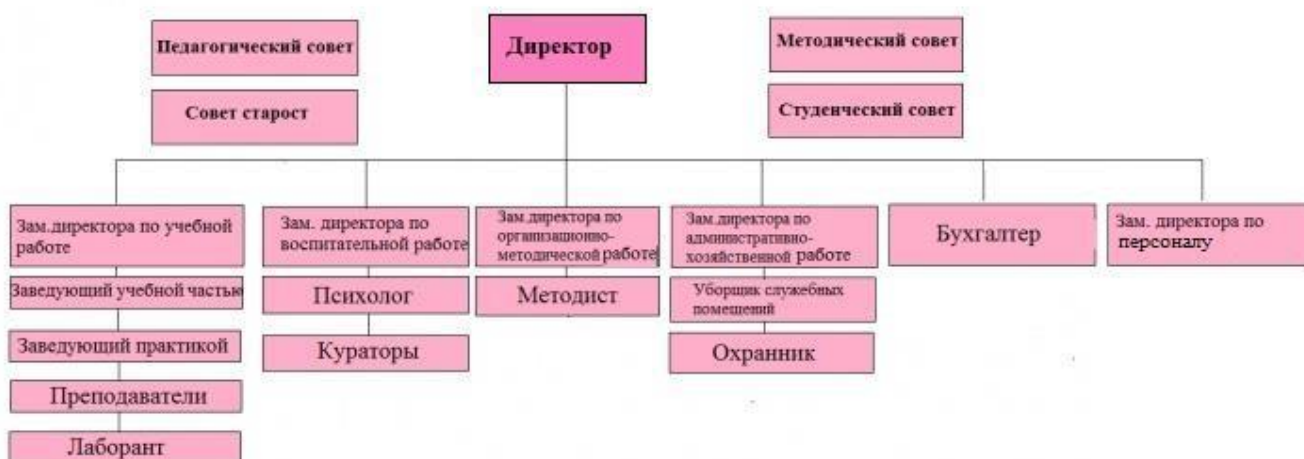 Педагогический совет
Директор
Методический совет
Совет старост
Студенческий совет
Зам.директора по учебной
работе
Зам. директора по
воспитательной работе
Зам.директора по
организационно-
методической работе
Зам.директора по
административно-
хозяйственной работе
Бухгалтер
Зам. директора по
персоналу
Заведующий учебной частью
Психолог
Методист
Уборщик служебных
помещений
Заведующий практикой
Кураторы
Охранник
Преподаватели
Лаборант